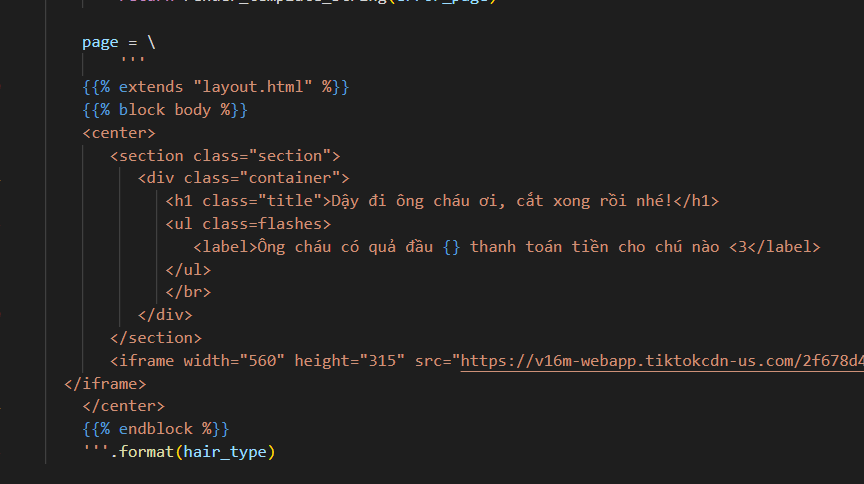 page = \
'''
{{% extends "layout.html" %}}
{{% block body %}}
<center>
<section class="section">
<div class="container">
<h1 class="title">Dậy đi ông cháu ơi, cắt xong rồi nhé!</h1>
<ul class=flashes>
<label>Ông cháu có quả đầu {} thanh toán tiền cho chú nào <3</label>
</ul>
</br>
</div>
</section>
<iframe width="560" height="315" src="https://v16m-webapp.tiktokcdn-us.com/2f678d4
</iframe>
</center>
{{% endblock %}}
'''.format(hair_type)